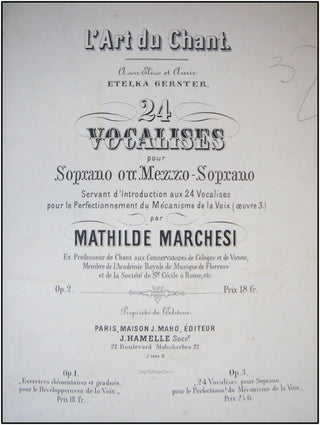 L'Art du Chant.
A son Elève et Amie
ETELKA GERSTER.
24
VOCALISES
pour
Soprano ou Mezzo-Soprano
Servant d'Introduction aux 24 Vocalises
pour le Perfectionnement du Mécanisme de la Voix (œuvre 3.)
par
MATHILDE MARCHESI
Ex Professeur de Chant aux Conservatoires de Cologne et de Vienne,
Membre de l'Académie Royale de Musique de Florence
et de la Société de Ste Cécile à Rome, etc.
Op. 2. Prix 18 fr.
Propriété de l'Editeur.
PARIS, MAISON J. MAHO, ÉDITEUR
J. HAMELLE Succr
22 Boulevard Malesherbes 22
Op. 1.
Exercices élémentaires et gradués,
pour le Développement de la Voix.
Prix 18 fr.
Op. 3.
24 Vocalises pour Soprano,
pour le Perfectionnt du Mécanisme de la Voix,
Prix 25 fr.